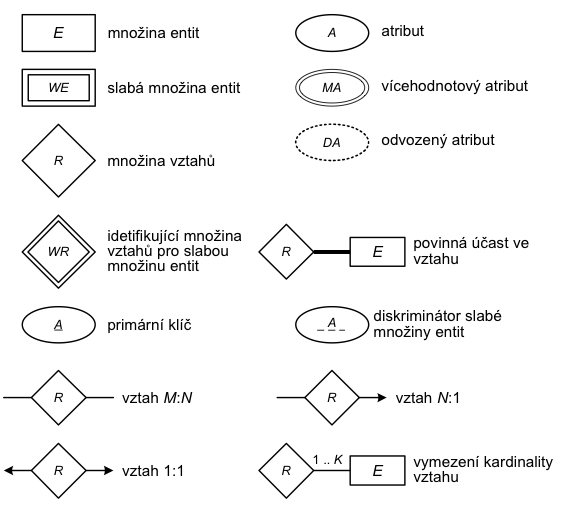 E množina entit
A atribut
WE slabá množina entit
MA vícehodnotový atribut
R množina vztahů
DA odvozený atribut
WR
idetifikující množina
vztahů pro slabou
množinu entit
R E
povinná účast ve
vztahu
A primární klíč
_ A _
diskriminátor slabé
množiny entit
R vztah M:N
R vztah N:1
R vztah 1:1
R 1 .. K E
vymezení kardinality
vztahu